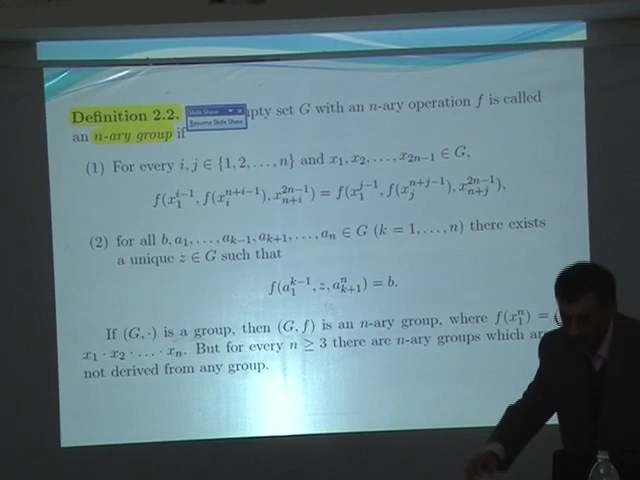 Definition 2.2. pty set G with an n-ary operation f is called
Slide Show
Resume Slide Show
an n-ary group if
(1) For every i, j ∈ {1, 2, . . . , n} and x₁, x₂, . . . , x₂ₙ₋₁ ∈ G,
f(x_1^{i−1}, f(x_i^{n+i−1}), x_{n+i}^{2n−1}) = f(x_1^{j−1}, f(x_j^{n+j−1}), x_{n+j}^{2n−1}),
(2) for all b, a₁, . . . , aₖ₋₁, aₖ₊₁, . . . , aₙ ∈ G (k = 1, . . . , n) there exists
a unique z ∈ G such that
f(a_1^{k−1}, z, a_{k+1}^n) = b.
If (G, ·) is a group, then (G, f) is an n-ary group, where f(x_1^n) =
x₁ · x₂ · . . . · xₙ. But for every n ≥ 3 there are n-ary groups which are
not derived from any group.